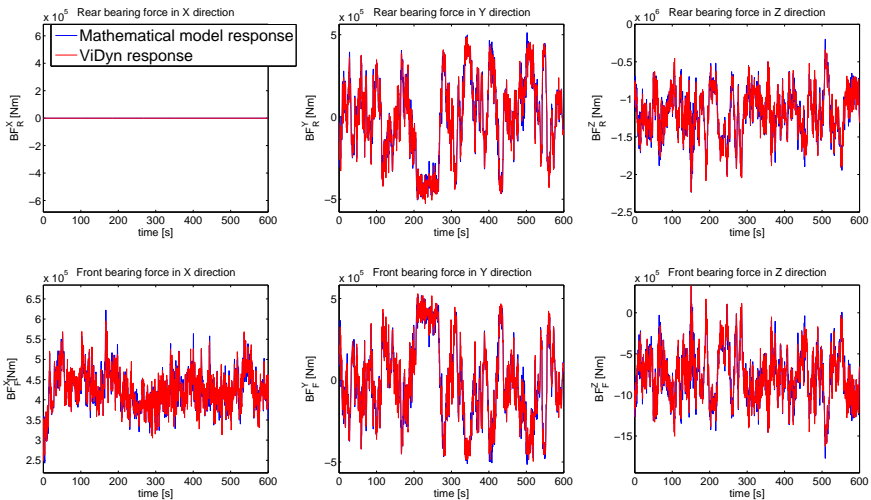 Rear bearing force in X direction
x 10^5
6
4
2
0
−2
−4
−6
BF_R^X [Nm]
0 100 200 300 400 500 600
time [s]
Mathematical model response
ViDyn response
Rear bearing force in Y direction
x 10^5
5
0
−5
BF_R^Y [Nm]
0 100 200 300 400 500 600
time [s]
Rear bearing force in Z direction
x 10^6
0
−0.5
−1
−1.5
−2
−2.5
BF_R^Z [Nm]
0 100 200 300 400 500 600
time [s]
Front bearing force in X direction
x 10^5
6.5
6
5.5
5
4.5
4
3.5
3
2.5
BF_F^X [Nm]
0 100 200 300 400 500 600
time [s]
Front bearing force in Y direction
x 10^5
5
0
−5
BF_F^Y [Nm]
0 100 200 300 400 500 600
time [s]
Front bearing force in Z direction
x 10^5
0
−5
−10
−15
BF_F^Z [Nm]
0 100 200 300 400 500 600
time [s]